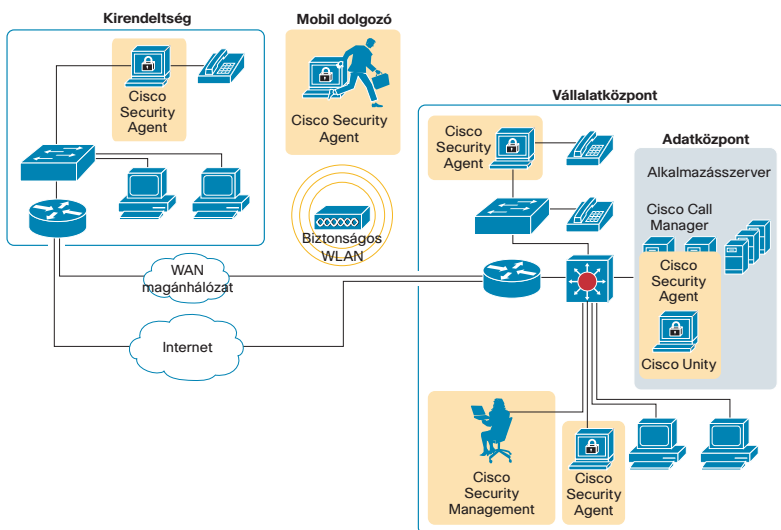 Kirendeltség
Cisco
Security
Agent
Mobil dolgozó
Cisco Security
Agent
Biztonságos
WLAN
WAN
magánhálózat
Internet
Vállalatközpont
Cisco
Security
Agent
Adatközpont
Alkalmazásszerver
Cisco Call
Manager
Cisco
Security
Agent
Cisco Unity
Cisco
Security
Management
Cisco
Security
Agent